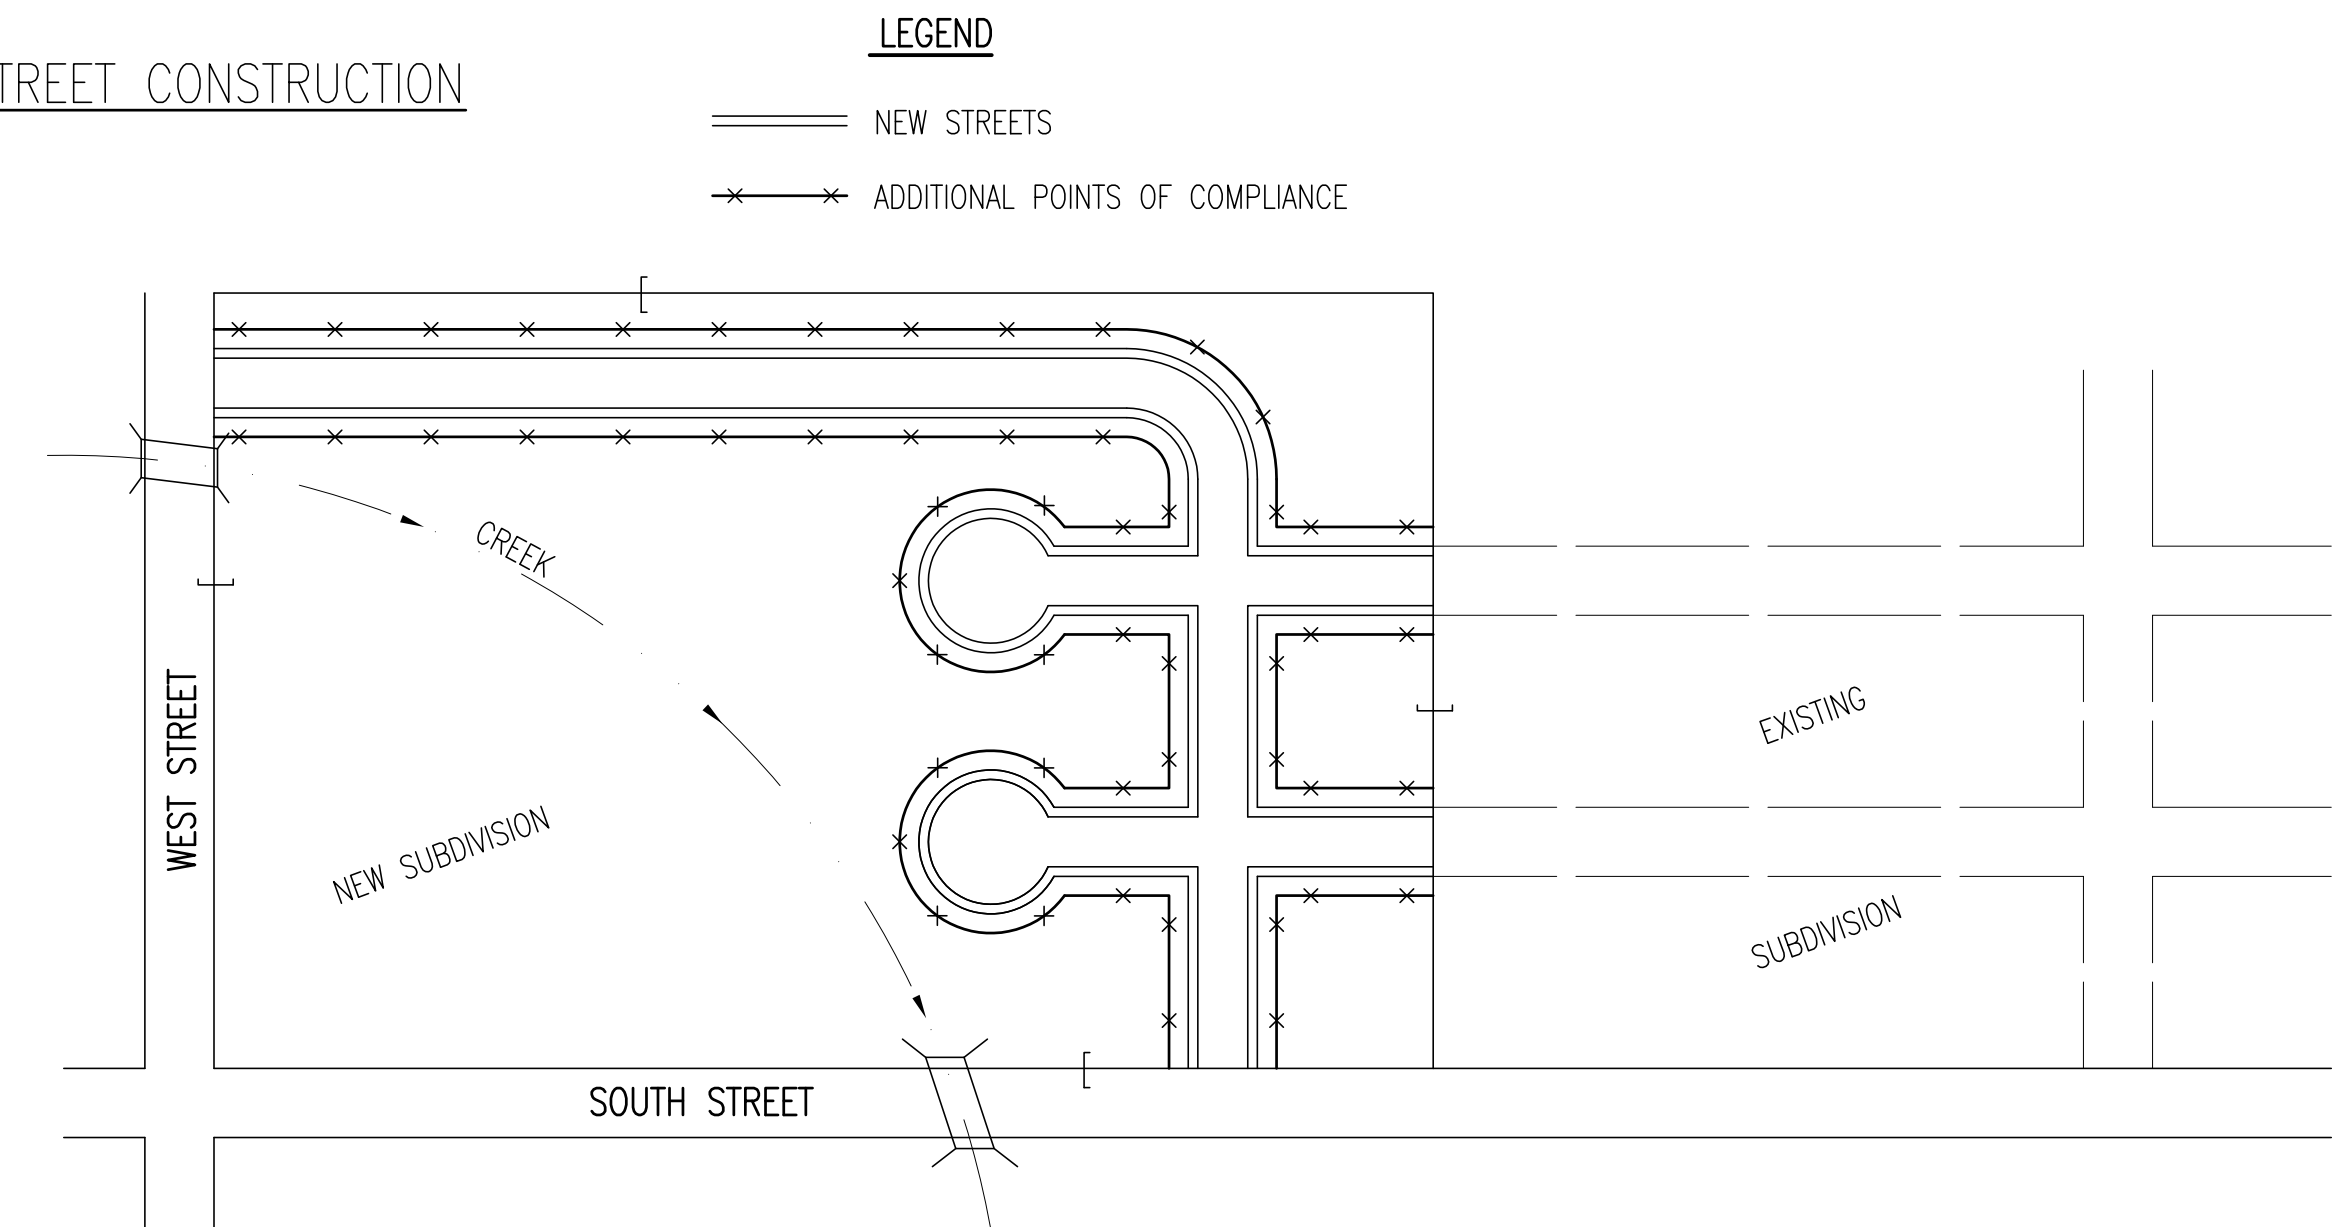 LEGEND
TREET CONSTRUCTION
NEW STREETS
ADDITIONAL POINTS OF COMPLIANCE
CREEK
WEST STREET
EXISTING
NEW SUBDIVISION
SUBDIVISION
SOUTH STREET